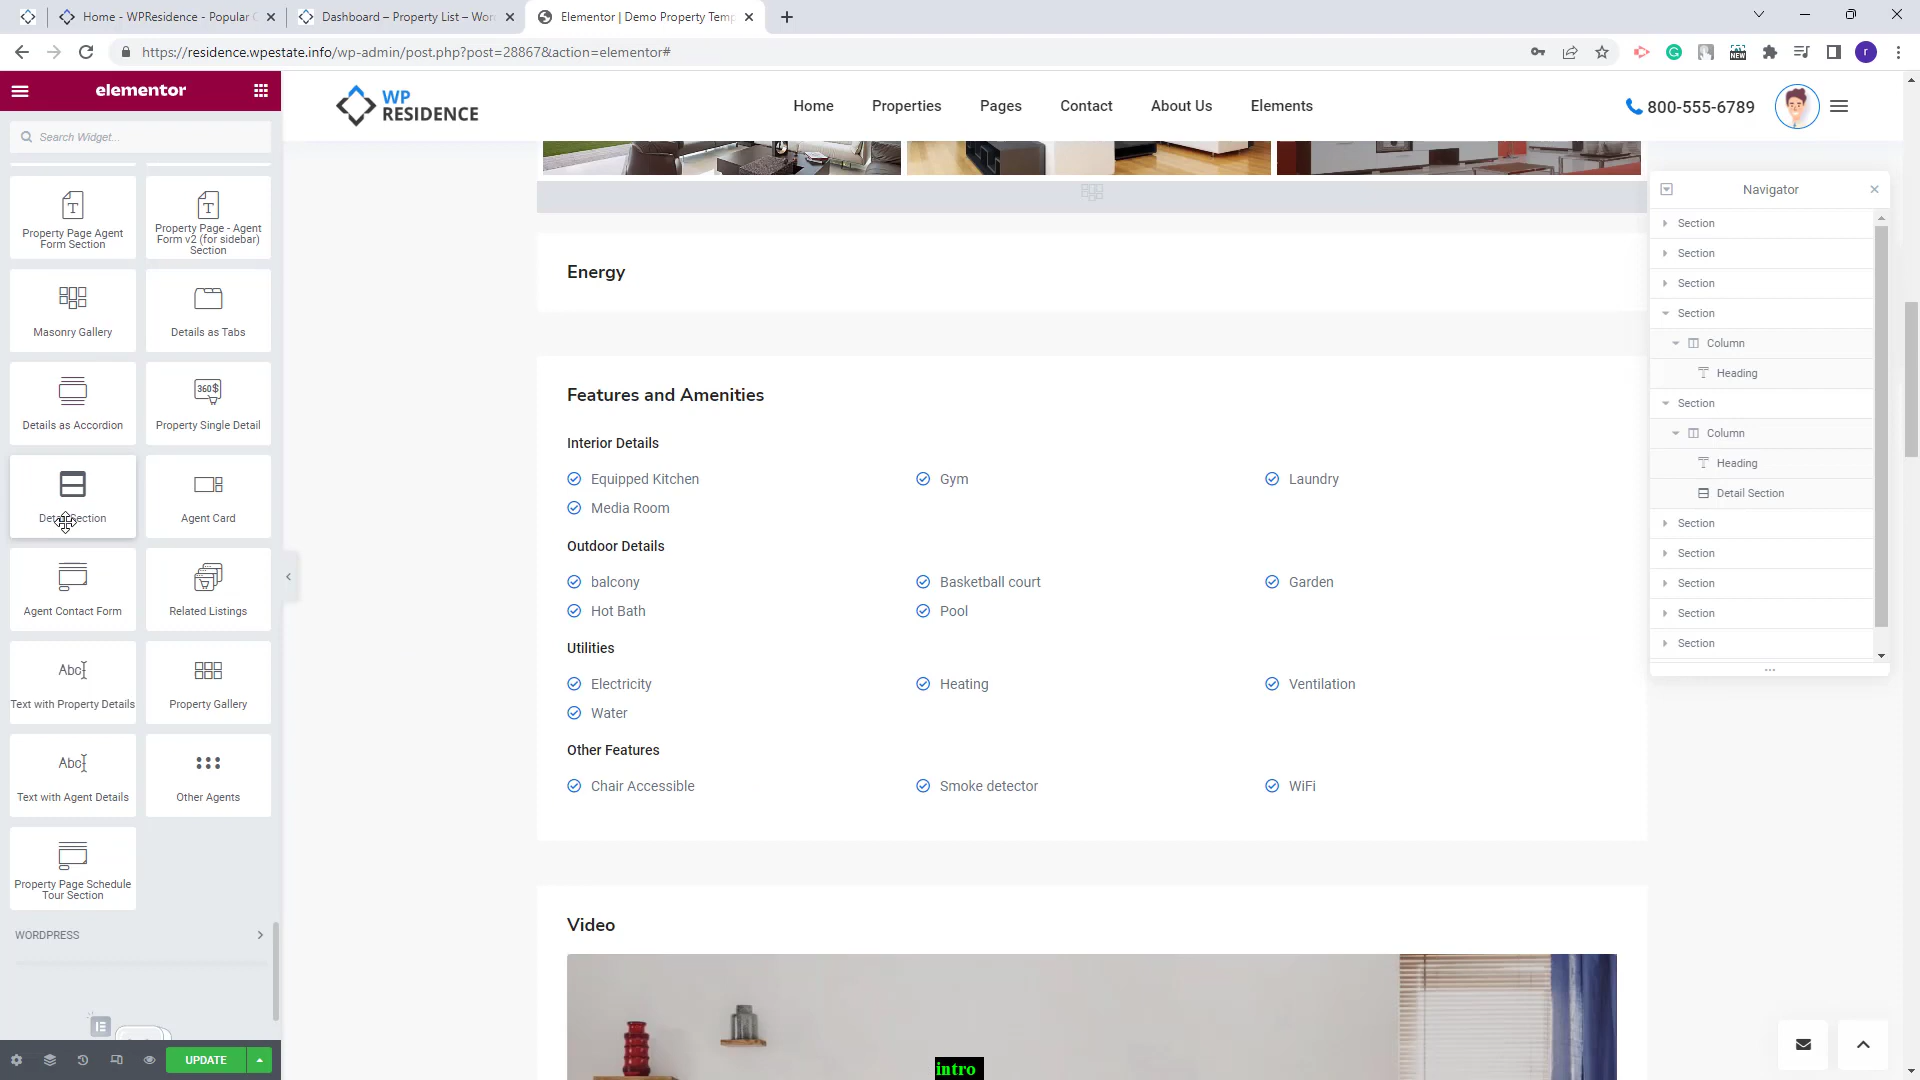 Home - WPResidence - Popular
Dashboard – Property List – Wor
Elementor | Demo Property Temp
https://residence.wpestate.info/wp-admin/post.php?post=28867&action=elementor#
NEW
r
elementor
Search Widget...
WP
RESIDENCE
Home
Properties
Pages
Contact
About Us
Elements
800-555-6789
Property Page Agent
Form Section
Property Page - Agent
Form v2 (for sidebar)
Section
Masonry Gallery
Details as Tabs
360$
Details as Accordion
Property Single Detail
Detail Section
Agent Card
Agent Contact Form
Related Listings
Abc
Text with Property Details
Property Gallery
Abc
Text with Agent Details
Other Agents
Property Page Schedule
Tour Section
WORDPRESS
UPDATE
Energy
Features and Amenities
Interior Details
Equipped Kitchen
Gym
Laundry
Media Room
Outdoor Details
balcony
Basketball court
Garden
Hot Bath
Pool
Utilities
Electricity
Heating
Ventilation
Water
Other Features
Chair Accessible
Smoke detector
WiFi
Video
intro
Navigator
Section
Section
Section
Section
Column
Heading
Section
Column
Heading
Detail Section
Section
Section
Section
Section
Section